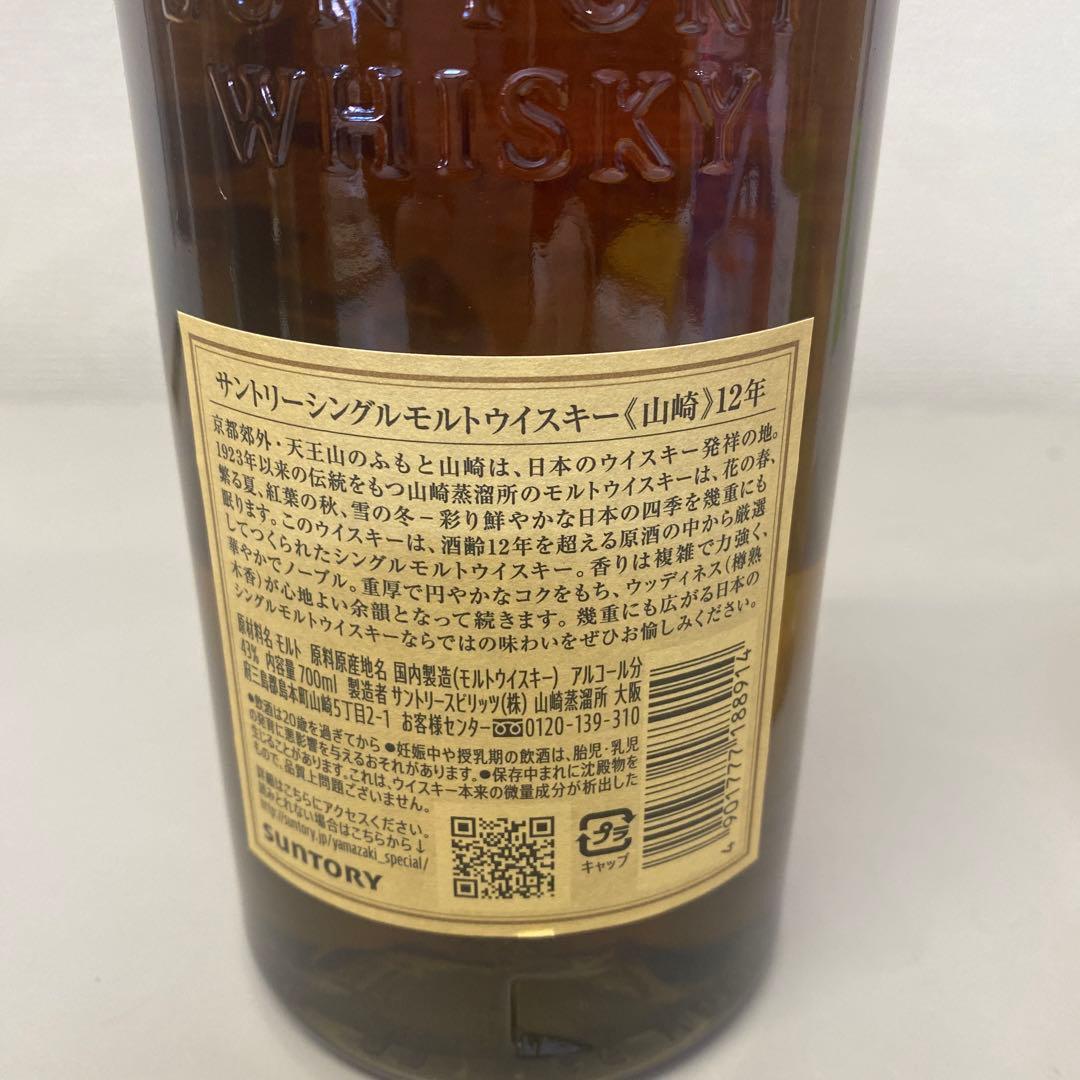 SUNTORY
WHISKY
サントリーシングルモルトウイスキー《山崎》12年
京都郊外・天王山のふもと山崎は、日本のウイスキー発祥の地。
1923年以来の伝統をもつ山崎蒸溜所のモルトウイスキーは、花の春、
繁る夏、紅葉の秋、雪の冬−彩り鮮やかな日本の四季を幾重にも
眠ります。このウイスキーは、酒齢12年を超える原酒の中から厳選
してつくられたシングルモルトウイスキー。香りは複雑で力強く、
華やかでノーブル。重厚で円やかなコクをもち、ウッディネス(樽熟
木香)が心地よい余韻となって続きます。幾重にも広がる日本の
シングルモルトウイスキーならではの味わいをぜひお愉しみください。
原材料名 モルト 原料原産地名 国内製造(モルトウイスキー) アルコール分
43% 内容量700ml 製造者 サントリースピリッツ(株) 山崎蒸溜所 大阪
府三島郡島本町山崎5丁目2-1 お客様センター 0120-139-310
●飲酒は20歳を過ぎてから ●妊娠中や授乳期の飲酒は、胎児・乳児
の発育に悪影響を与えるおそれがあります。●保存中まれに沈殿物を
生じることがあります。これは、ウイスキー本来の微量成分が析出した
もので、品質上問題ございません。
詳細はこちらにアクセスください。
読みとれない場合はこちらから↓
http://suntory.jp/yamazaki_special/
SUNTORY
プラ
キャップ
4901777188914